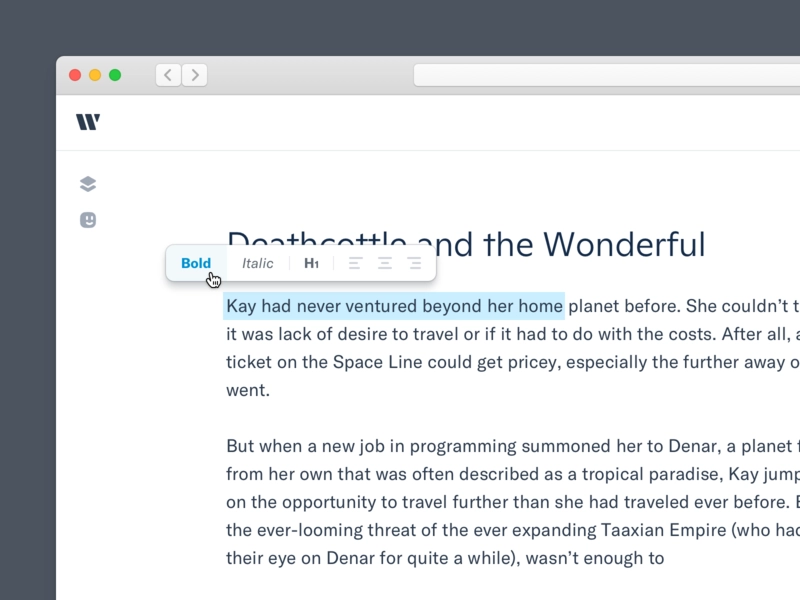 W
Deathcottle and the Wonderful
Bold Italic H1
Kay had never ventured beyond her home planet before. She couldn’t
it was lack of desire to travel or if it had to do with the costs. After all,
ticket on the Space Line could get pricey, especially the further away
went.
But when a new job in programming summoned her to Denar, a planet
from her own that was often described as a tropical paradise, Kay
on the opportunity to travel further than she had traveled ever before.
the ever-looming threat of the ever expanding Taaxian Empire (who
their eye on Denar for quite a while), wasn’t enough to